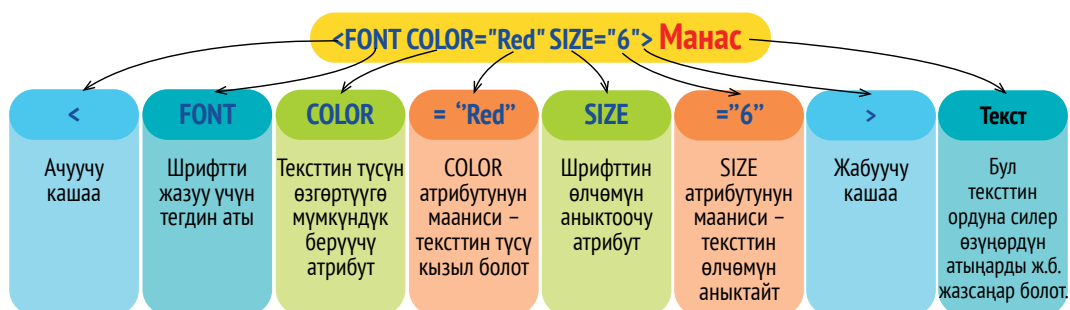 <FONT COLOR="Red" SIZE="6"> Манас
<
Ачуучу
кашаа
FONT
Шрифтти
жазуу үчүн
тегдин аты
COLOR
Тексттин түсүн
өзгөртүүгө
мүмкүндүк
берүүчү
атрибут
= ‘’Red”
COLOR
атрибутунун
мааниси –
тексттин түсү
кызыл болот
SIZE
Шрифттин
өлчөмүн
аныктоочу
атрибут
=”6”
SIZE
атрибутунун
мааниси –
тексттин
өлчөмүн
аныктайт
>
Жабуучу
кашаа
Текст
Бул
тексттин
ордуна силер
өзүңөрдүн
атыңарды ж.б.
жазсаңар болот.